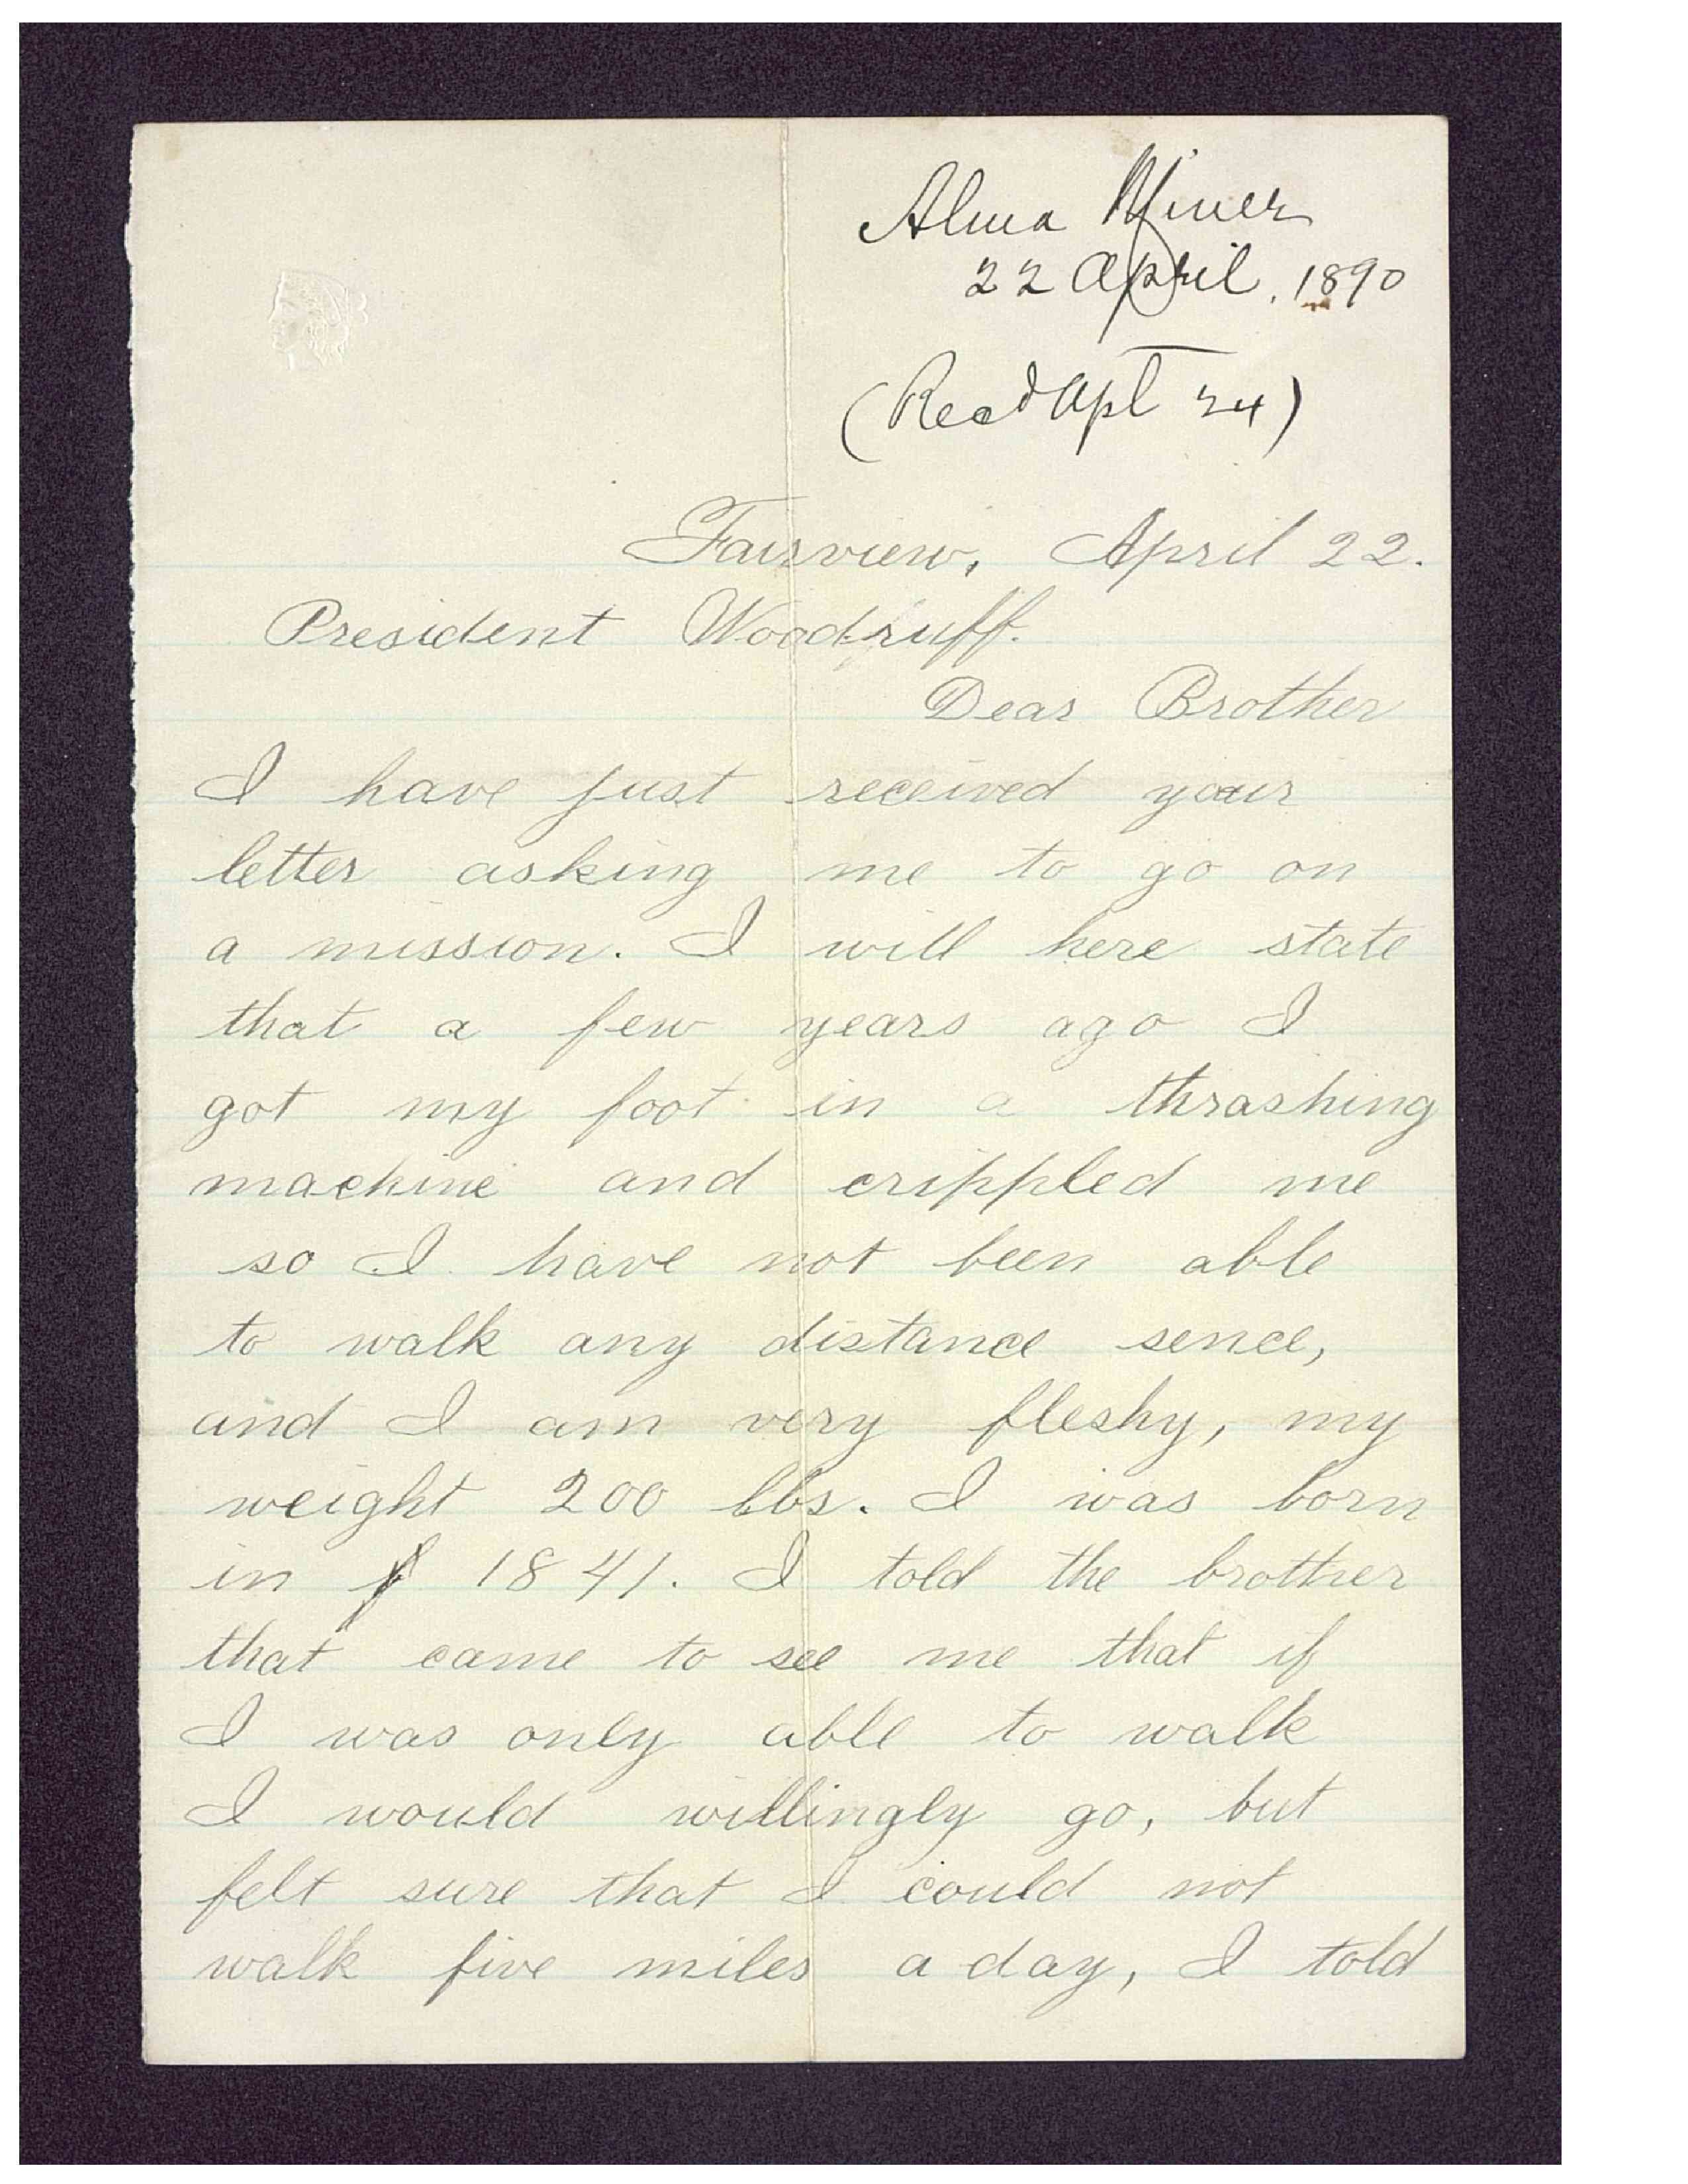 Alma Miner
22 April, 1890
(Recd Apl 24)
Fairview, April 22.
President Woodruff.
Dear Brother
I have just received your
letter asking me to go on
a mission. I will here state
that a few years ago I
got my foot in a thrashing
machine and crippled me
so I have not been able
to walk any distance sence,
and I am very fleshy, my
weight 200 lbs. I was born
in 1841. I told the brother
that came to see me that if
I was only able to walk
I would willingly go, but
felt sure that I could not
walk five miles a day, I told